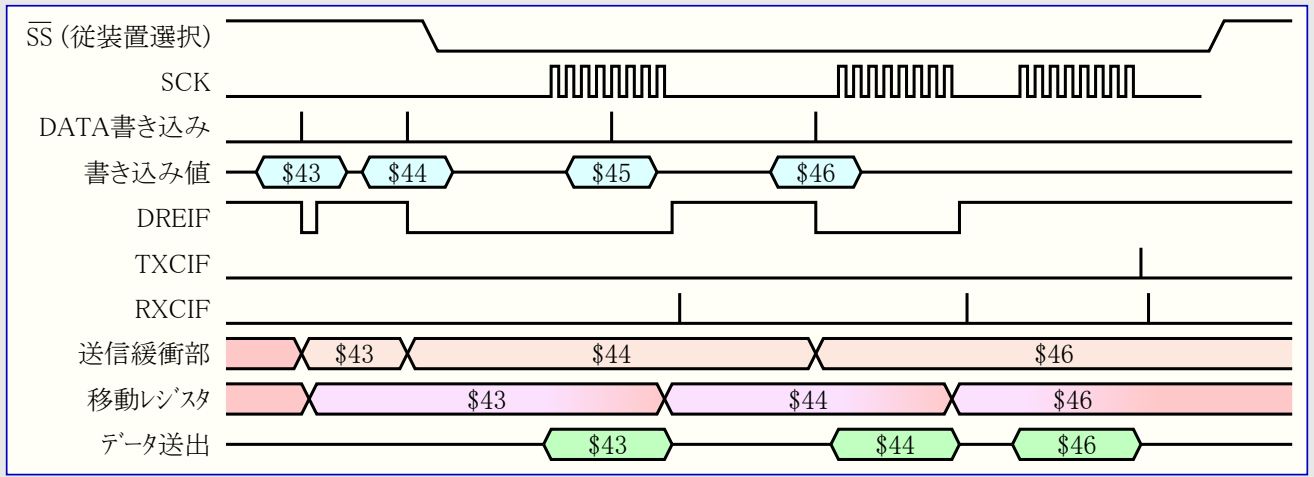 SS (従装置選択)
SCK
DATA書き込み
書き込み値 $43 $44 $45 $46
DREIF
TXCIF
RXCIF
送信緩衝部 $43 $44 $46
移動ﾚｼﾞｽﾀ $43 $44 $46
ﾃﾞｰﾀ送出 $43 $44 $46